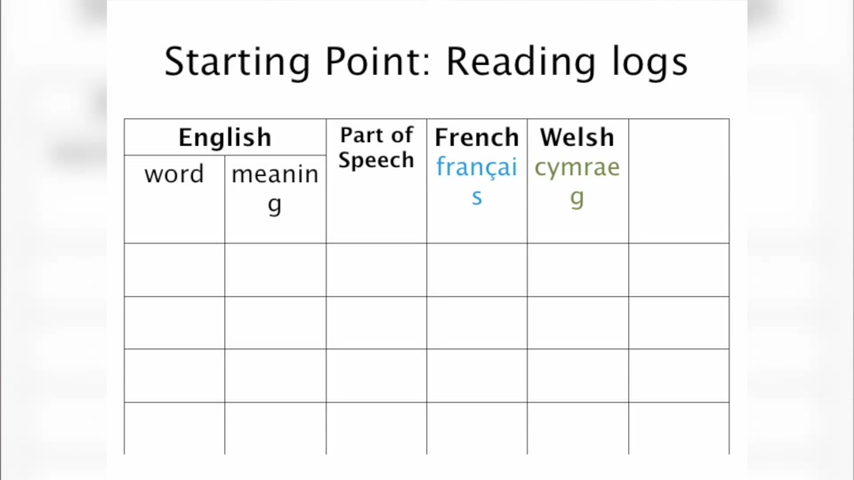 Starting Point: Reading logs
English
word
meanin
g
Part of
Speech
French
françai
s
Welsh
cymrae
g